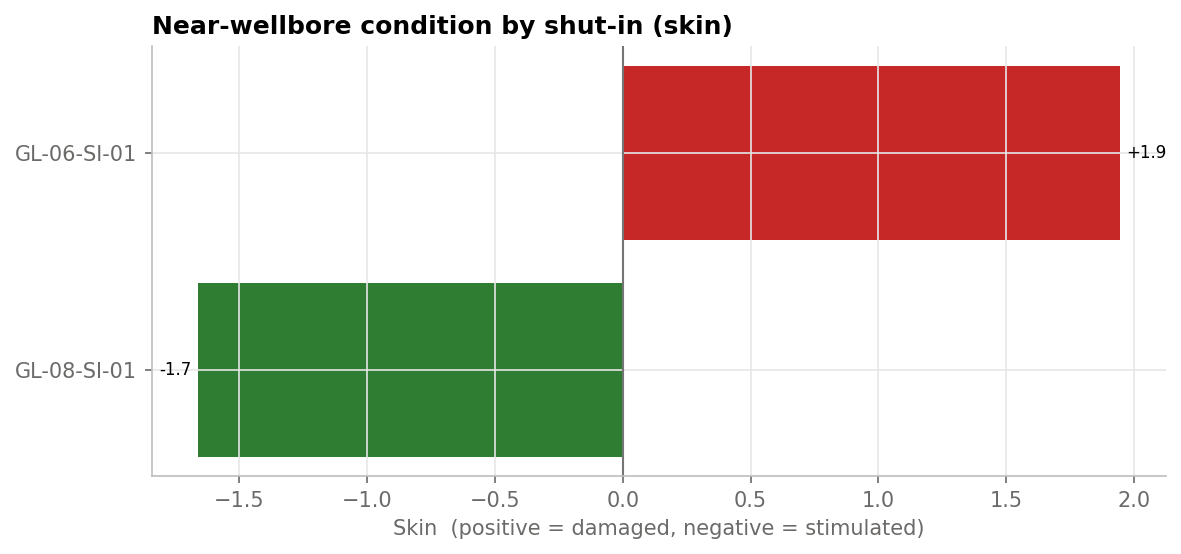 Near-wellbore condition by shut-in (skin)
GL-06-SI-01
+1.9
GL-08-SI-01
-1.7
−1.5 −1.0 −0.5 0.0 0.5 1.0 1.5 2.0
Skin  (positive = damaged, negative = stimulated)